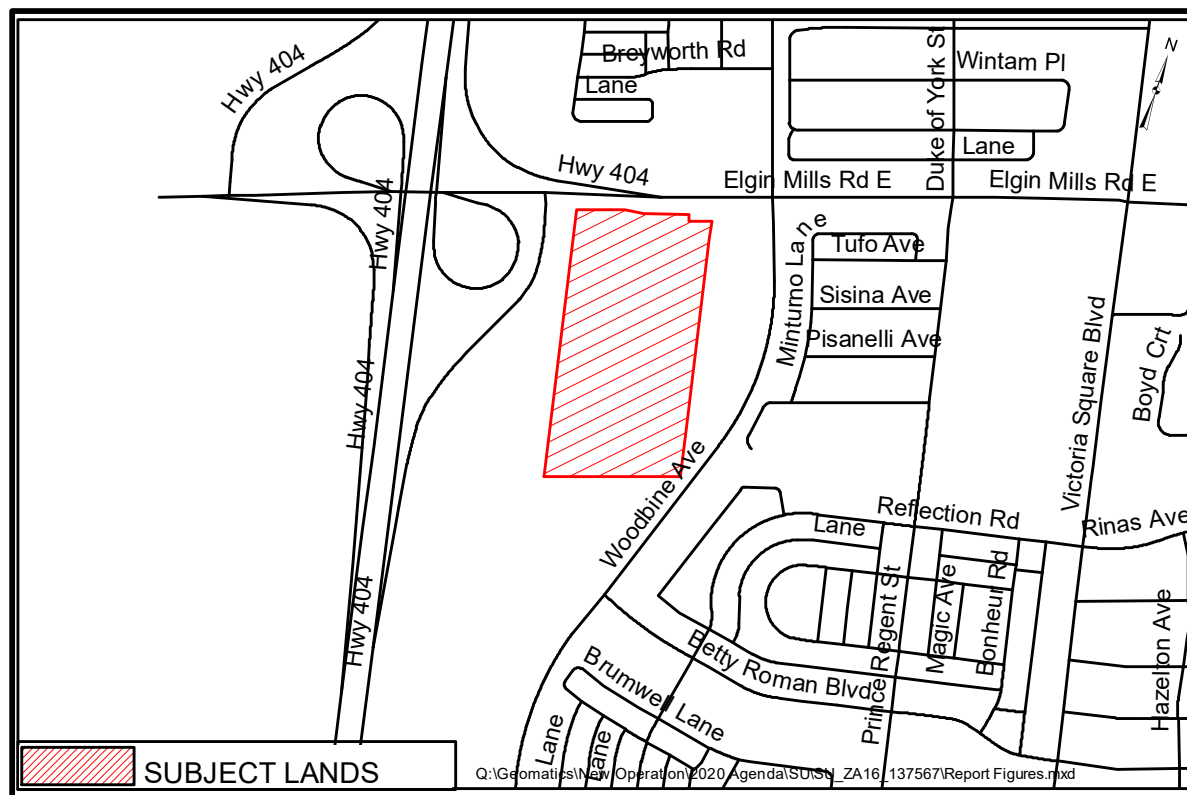 Hwy 404
Breyworth Rd
Lane
Duke of York St
Wintam Pl
N
Lane
Hwy 404
Elgin Mills Rd E
Elgin Mills Rd E
Hwy 404
Minturno Lane
Tufo Ave
Sisina Ave
Pisanelli Ave
Victoria Square Blvd
Boyd Crt
Hwy 404
Woodbine Ave
Reflection Rd
Lane
Rinas Ave
Hwy 404
Prince Regent St
Magic Ave
Bonheur Rd
Hazelton Ave
Betty Roman Blvd
Brumwell Lane
Lane
Lane
SUBJECT LANDS
Q:\Geomatics\New Operation\2020 Agenda\SU\SU_ZA16_137567\Report Figures.mxd